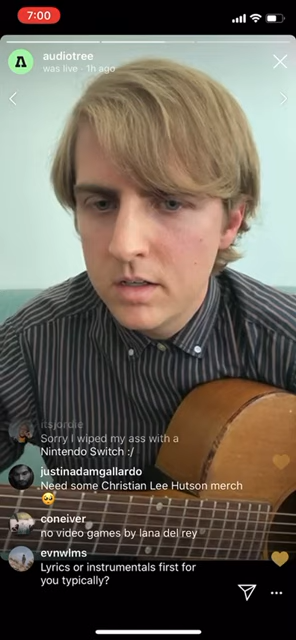 7:00
audiotree
was live · 1h ago
itsjordie
Sorry I wiped my ass with a
Nintendo Switch :/
justinadamgallardo
Need some Christian Lee Hutson merch
🥺
coneiver
no video games by lana del rey
evnwlms
Lyrics or instrumentals first for
you typically?